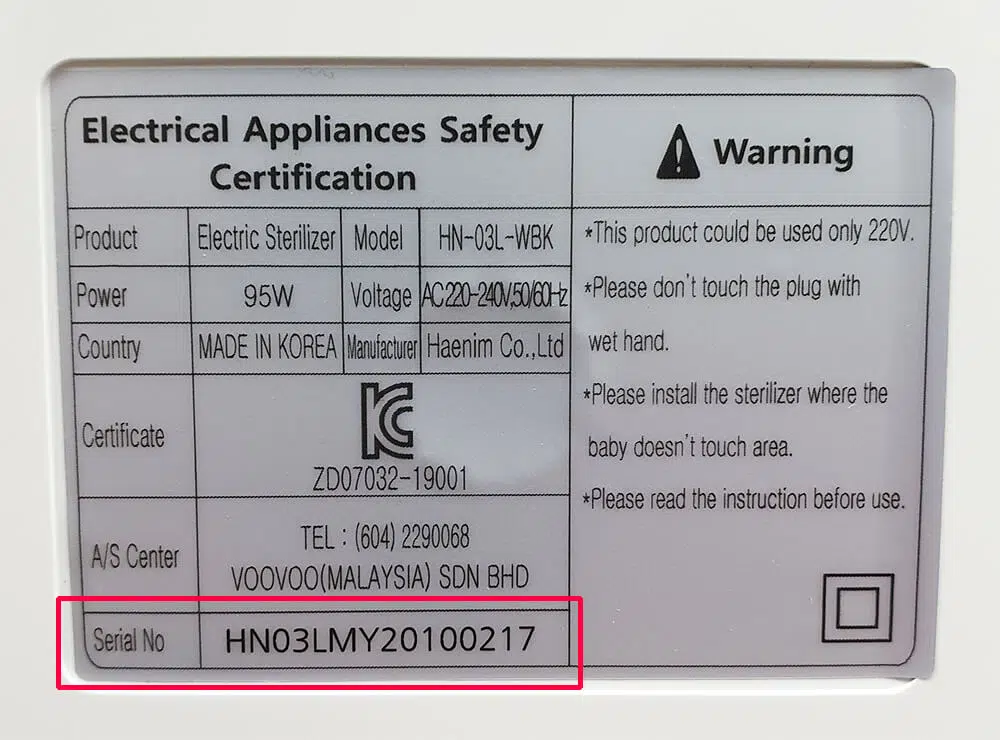 Electrical Appliances Safety
Certification
Product Electric Sterilizer Model HN-03L-WBK
Power 95W Voltage AC220-240V,50/60Hz
Country MADE IN KOREA Manufacturer Haenim Co.,Ltd
Certificate
KC
ZD07032-19001
A/S Center
TEL : (604) 2290068
VOOVOO(MALAYSIA) SDN BHD
Serial No HN03LMY20100217
Warning
*This product could be used only 220V.
*Please don't touch the plug with
wet hand.
*Please install the sterilizer where the
baby doesn't touch area.
*Please read the instruction before use.